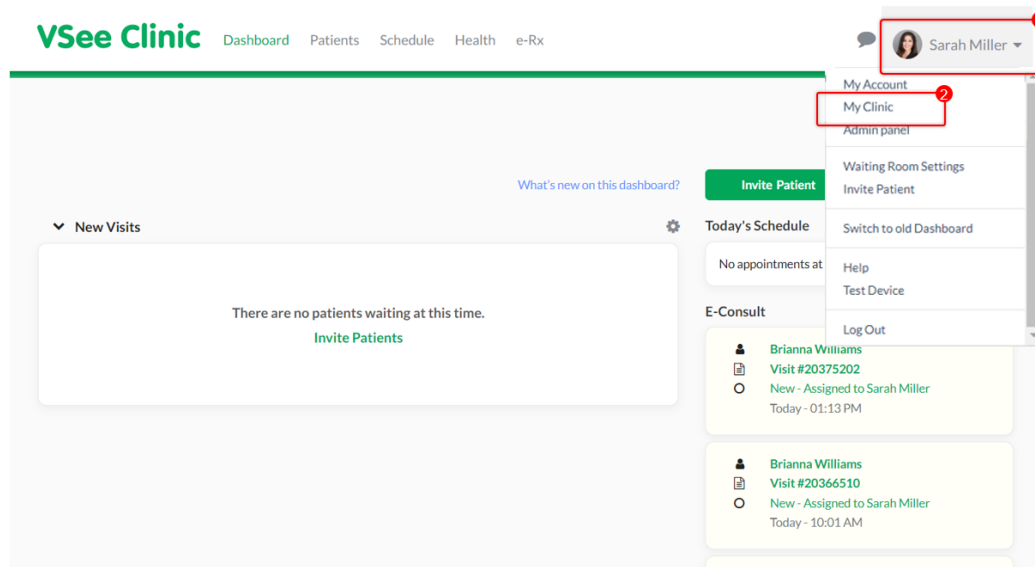 VSee Clinic Dashboard Patients Schedule Health e-Rx Sarah Miller
My Account
2
My Clinic
Admin panel
Waiting Room Settings
Invite Patient
Switch to old Dashboard
Help
Test Device
Log Out
What's new on this dashboard?
Invite Patient
New Visits
There are no patients waiting at this time.
Invite Patients
Today's Schedule
No appointments at
E-Consult
Brianna Williams
Visit #20375202
New - Assigned to Sarah Miller
Today - 01:13 PM
Brianna Williams
Visit #20366510
New - Assigned to Sarah Miller
Today - 10:01 AM